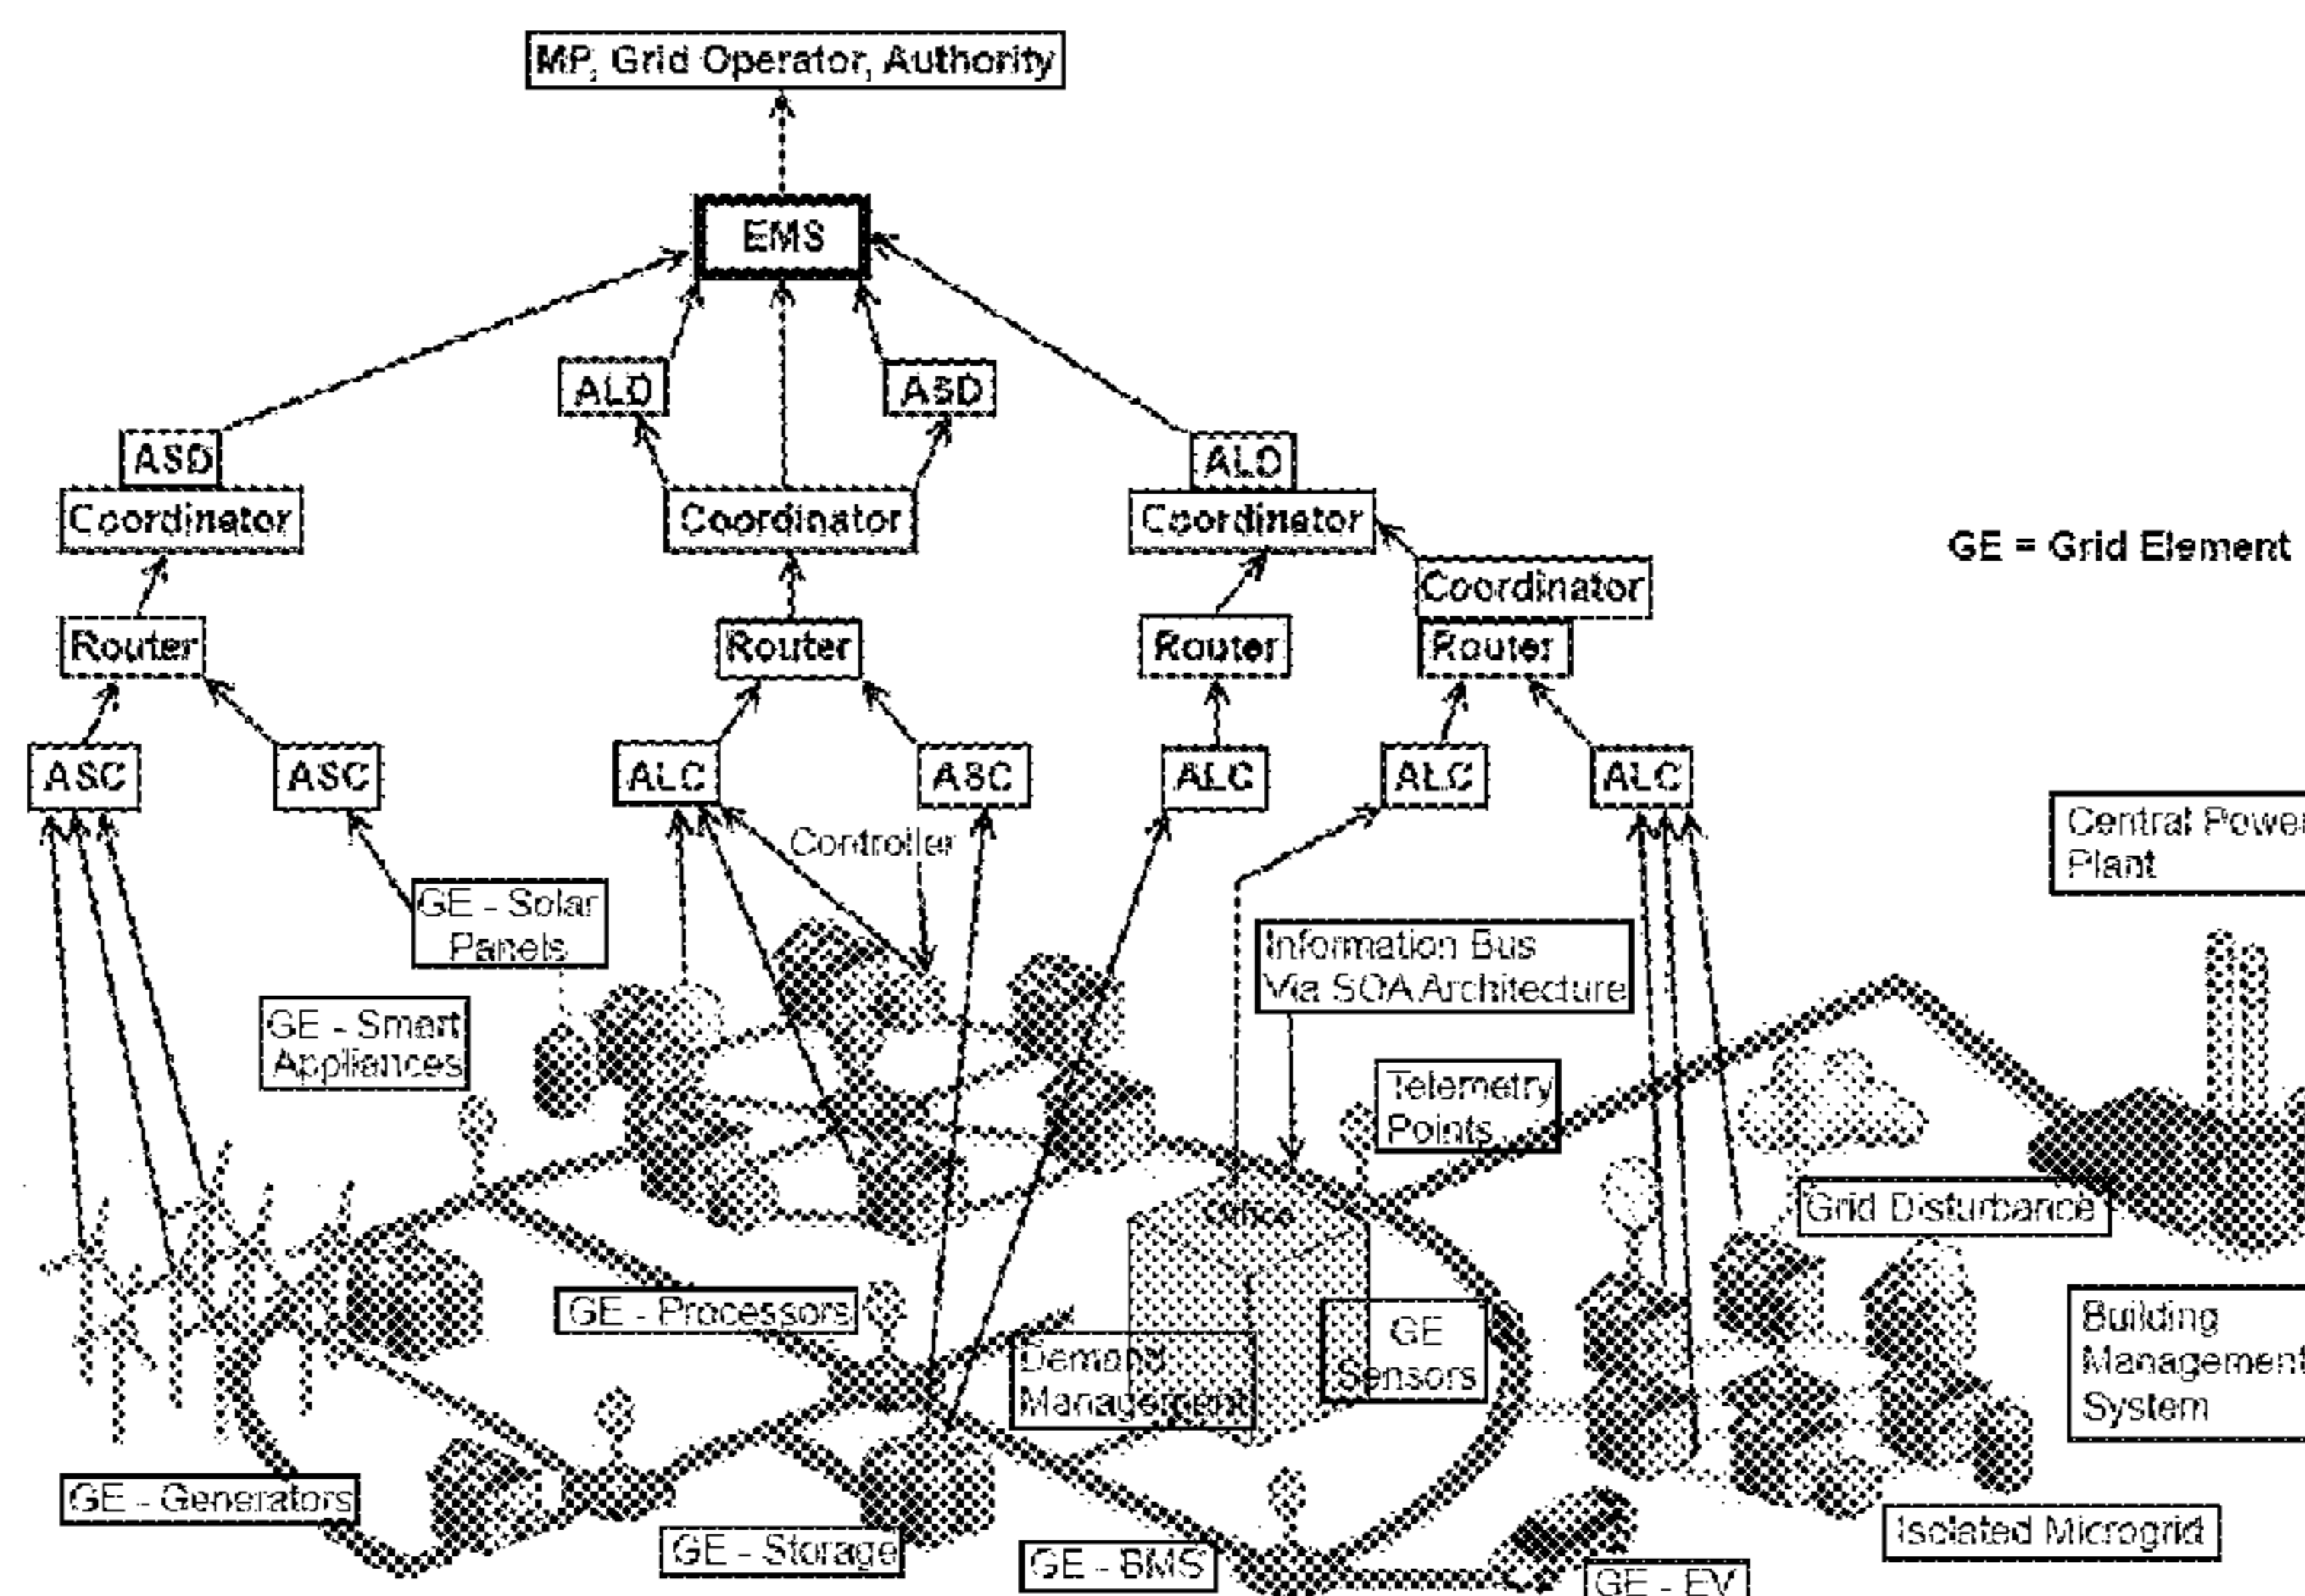 MP, Grid Operator, Authority
EMS
ALD
ASD
ASD
ALD
Coordinator
Coordinator
Coordinator
GE = Grid Element
Coordinator
Router
Router
Router
Router
ASC
ASC
ALC
ASC
ALC
ALC
ALC
Controller
Central Power
Plant
GE - Solar
Panels
Information Bus
Via SOA Architecture
GE - Smart
Appliances
Telemetry
Points
Office
Grid Disturbance
GE - Processors
Demand
Management
GE
Sensors
Building
Management
System
GE - Generators
GE - Storage
GE - BMS
Isolated Microgrid
GE - EV